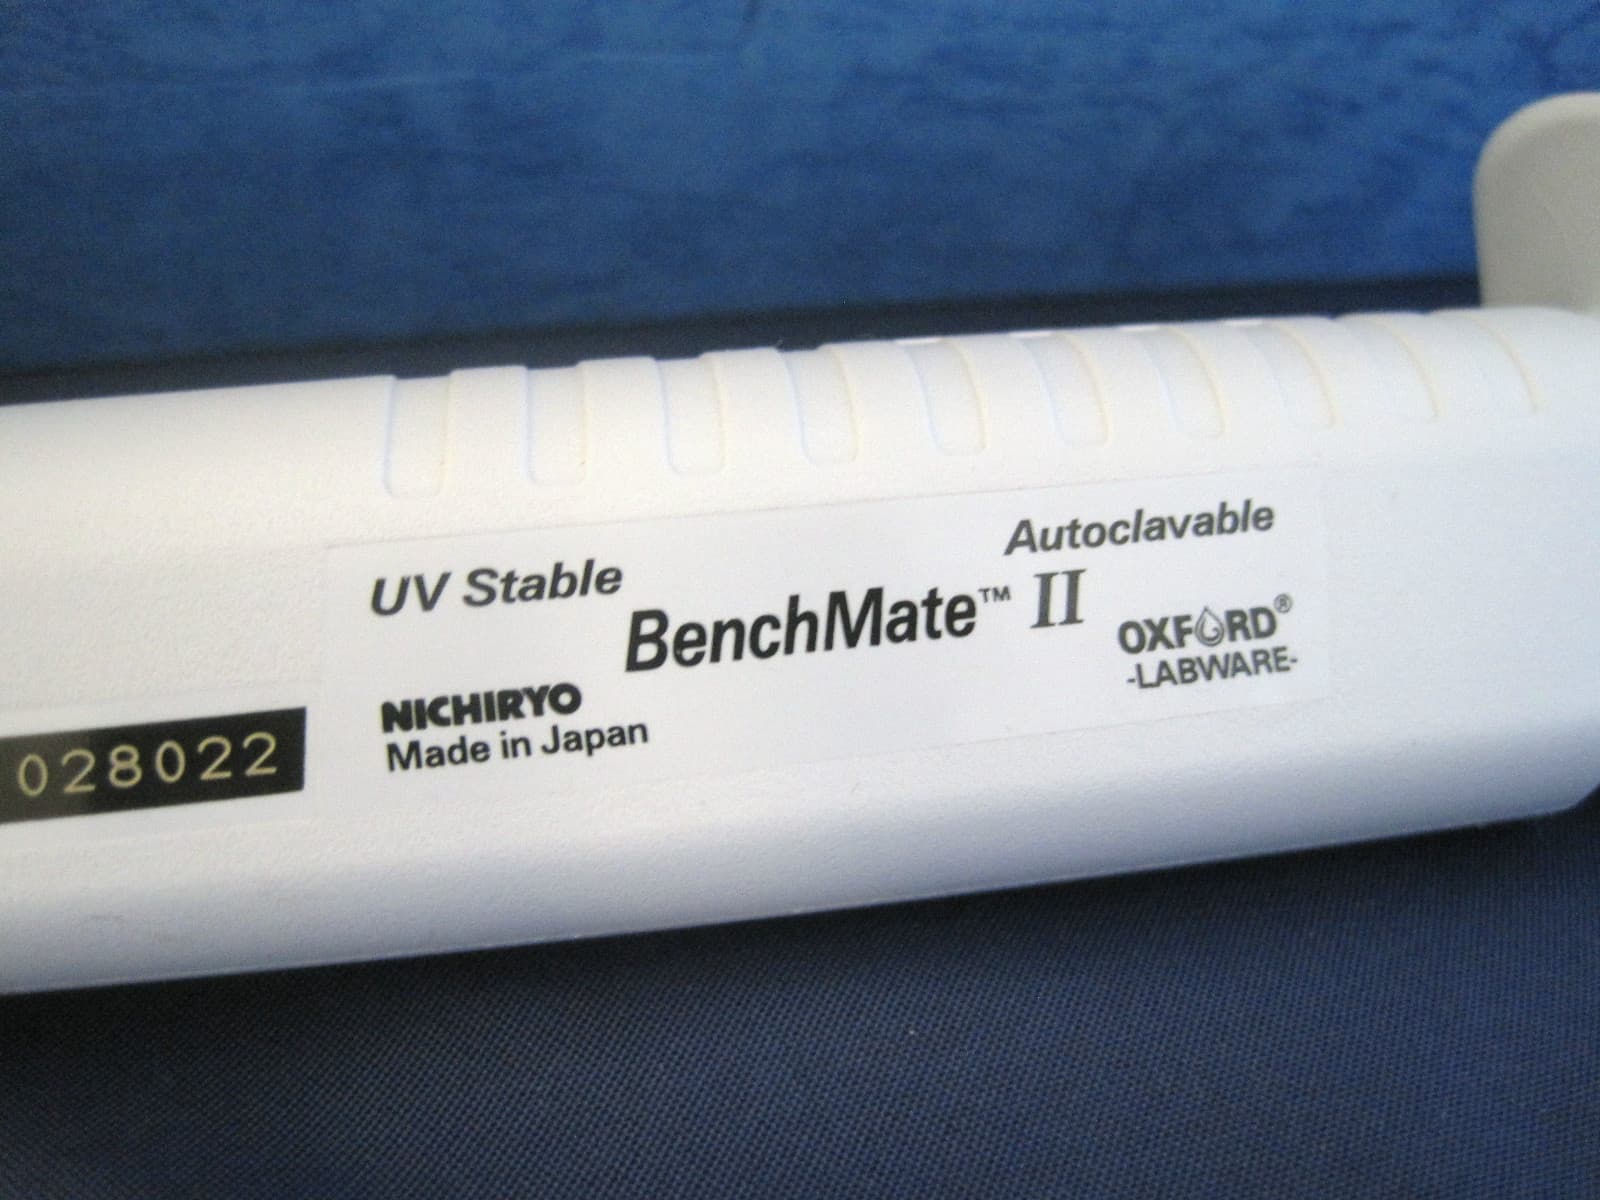 UV Stable
Autoclavable
BenchMate™ II
OXFORD®
-LABWARE-
NICHIRYO
Made in Japan
028022